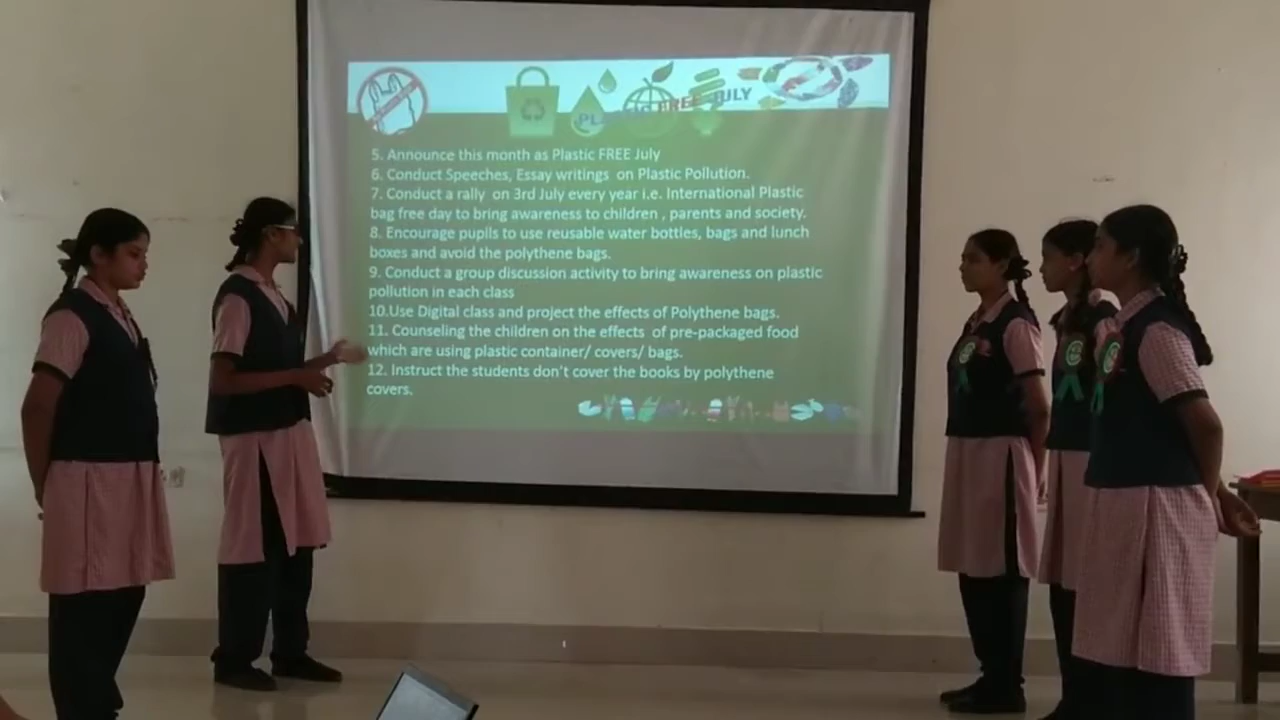 PLASTIC FREE JULY
5. Announce this month as Plastic FREE July
6. Conduct Speeches, Essay writings on Plastic Pollution.
7. Conduct a rally on 3rd July every year i.e. International Plastic
bag free day to bring awareness to children , parents and society.
8. Encourage pupils to use reusable water bottles, bags and lunch
boxes and avoid the polythene bags.
9. Conduct a group discussion activity to bring awareness on plastic
pollution in each class
10.Use Digital class and project the effects of Polythene bags.
11. Counseling the children on the effects of pre-packaged food
which are using plastic container/ covers/ bags.
12. Instruct the students don't cover the books by polythene
covers.